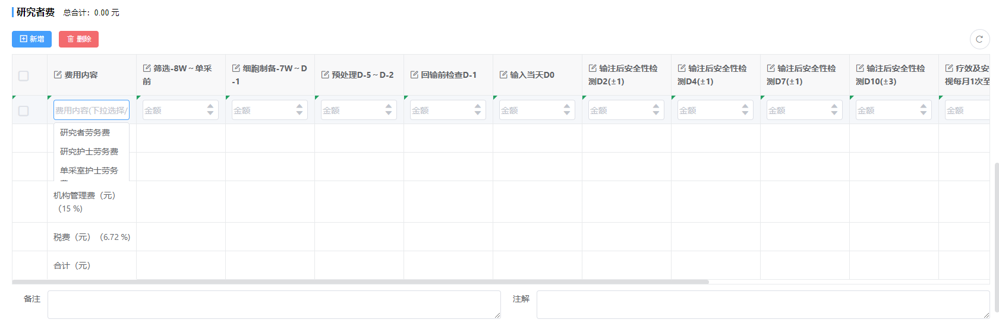 研究者费 总合计：0.00 元
新增 删除
费用内容 筛选-8W～单采前 细胞制备-7W～D-1 预处理D-5～D-2 回输前检查D-1 输入当天D0 输注后安全性检测D2(±1) 输注后安全性检测D4(±1) 输注后安全性检测D7(±1) 输注后安全性检测D10(±3) 疗效及安 视每月1次至
费用内容(下拉选择/ 金额 金额 金额 金额 金额 金额 金额 金额 金额 金额
研究者劳务费
研究护士劳务费
单采室护士劳务
机构管理费（元）
（15 %)
税费（元）（6.72 %)
合计（元）
备注 注解